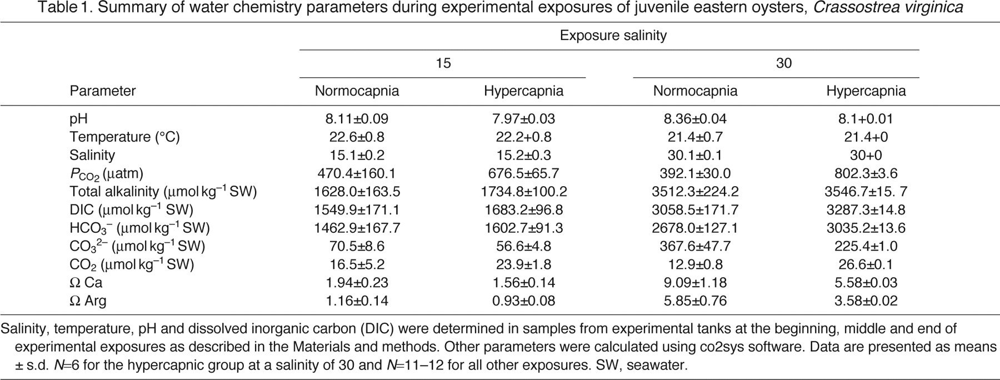 Table 1. Summary of water chemistry parameters during experimental exposures of juvenile eastern oysters, Crassostrea virginica
Exposure salinity
15 30
Parameter Normocapnia Hypercapnia Normocapnia Hypercapnia
pH 8.11±0.09 7.97±0.03 8.36±0.04 8.1+0.01
Temperature (°C) 22.6±0.8 22.2+0.8 21.4±0.7 21.4+0
Salinity 15.1±0.2 15.2±0.3 30.1±0.1 30+0
PCO2 (μatm) 470.4±160.1 676.5±65.7 392.1±30.0 802.3±3.6
Total alkalinity (μmol kg–1 SW) 1628.0±163.5 1734.8±100.2 3512.3±224.2 3546.7±15. 7
DIC (μmol kg–1 SW) 1549.9±171.1 1683.2±96.8 3058.5±171.7 3287.3±14.8
HCO3– (μmol kg–1 SW) 1462.9±167.7 1602.7±91.3 2678.0±127.1 3035.2±13.6
CO32– (μmol kg–1 SW) 70.5±8.6 56.6±4.8 367.6±47.7 225.4±1.0
CO2 (μmol kg–1 SW) 16.5±5.2 23.9±1.8 12.9±0.8 26.6±0.1
Ω Ca 1.94±0.23 1.56±0.14 9.09±1.18 5.58±0.03
Ω Arg 1.16±0.14 0.93±0.08 5.85±0.76 3.58±0.02
Salinity, temperature, pH and dissolved inorganic carbon (DIC) were determined in samples from experimental tanks at the beginning, middle and end of
experimental exposures as described in the Materials and methods. Other parameters were calculated using co2sys software. Data are presented as means
± s.d. N=6 for the hypercapnic group at a salinity of 30 and N=11–12 for all other exposures. SW, seawater.